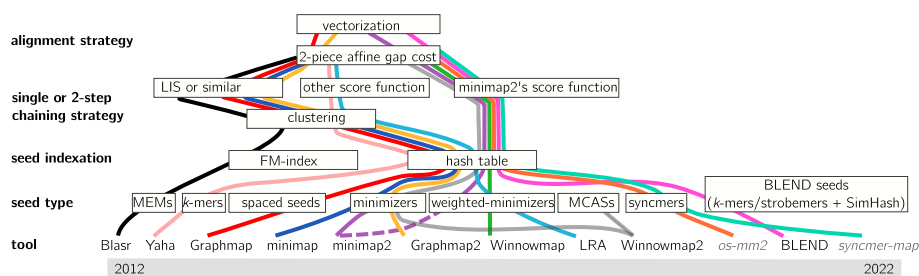 vectorization
alignment strategy
2-piece affine gap cost
LIS or similar
other score function
minimap2's score function
single or 2-step
chaining strategy
clustering
seed indexation
FM-index
hash table
BLEND seeds
(k-mers/strobemers + SimHash)
seed type
MEMs
k-mers
spaced seeds
minimizers
weighted-minimizers
MCASs
syncmers
tool
Blasr
Yaha
Graphmap
minimap
minimap2
Graphmap2
Winnowmap
LRA
Winnowmap2
os-mm2
BLEND
syncmer-map
2012
2022